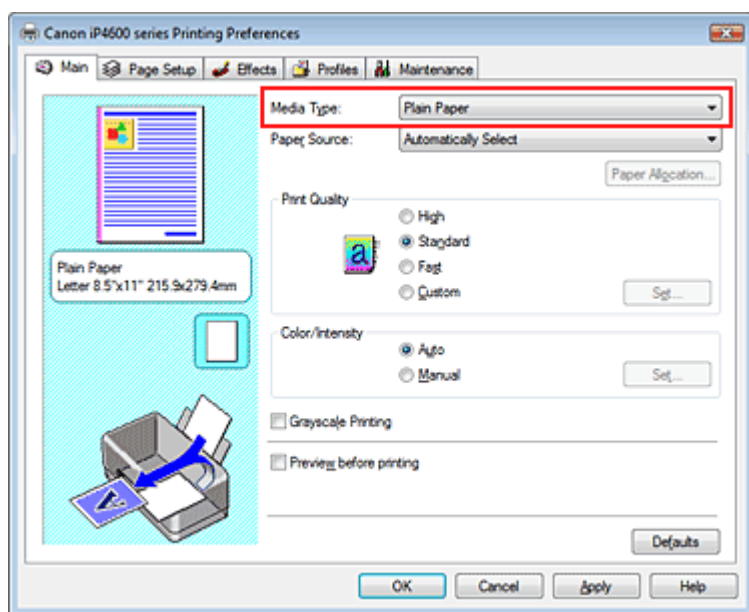 Canon iP4600 series Printing Preferences
Main
Page Setup
Effects
Profiles
Maintenance
Media Type: Plain Paper
Paper Source: Automatically Select
Paper Allocation...
Print Quality
High
a Standard
Fast
Custom Set...
Plain Paper
Letter 8.5"x11" 215.9x279.4mm
Color/Intensity
Auto
Manual Set...
Grayscale Printing
Preview before printing
A
Defaults
OK Cancel Apply Help